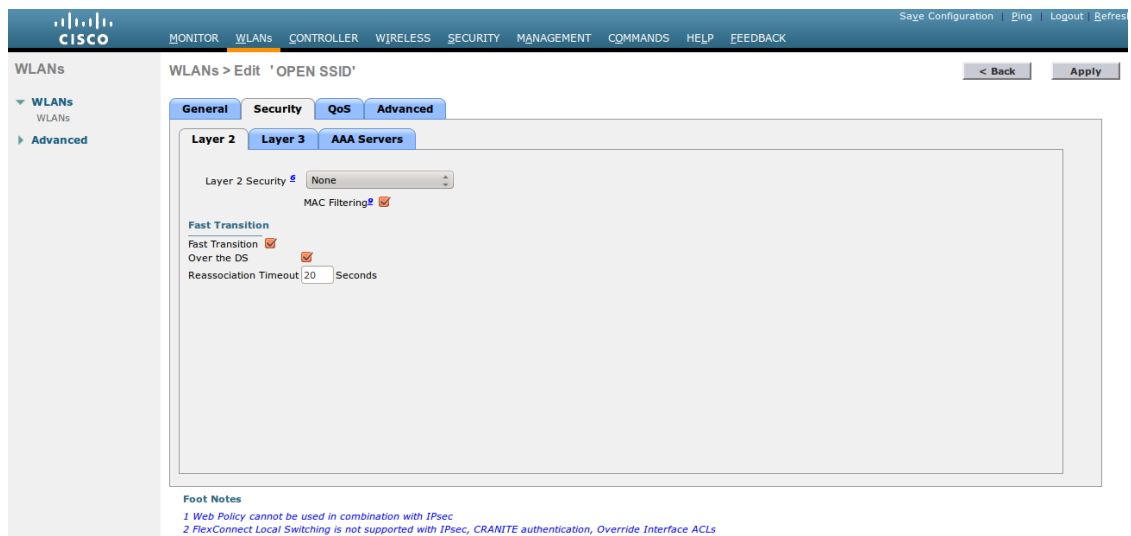 Save Configuration | Ping | Logout | Refresh
CISCO
MONITOR WLANs CONTROLLER WIRELESS SECURITY MANAGEMENT COMMANDS HELP FEEDBACK
WLANs
WLANs > Edit 'OPEN SSID'
< Back
Apply
WLANs
WLANs
Advanced
General Security QoS Advanced
Layer 2 Layer 3 AAA Servers
Layer 2 Security 6 None
MAC Filtering 9
Fast Transition
Fast Transition
Over the DS
Reassociation Timeout 20 Seconds
Foot Notes
1 Web Policy cannot be used in combination with IPsec
2 FlexConnect Local Switching is not supported with IPsec, CRANITE authentication, Override Interface ACLs